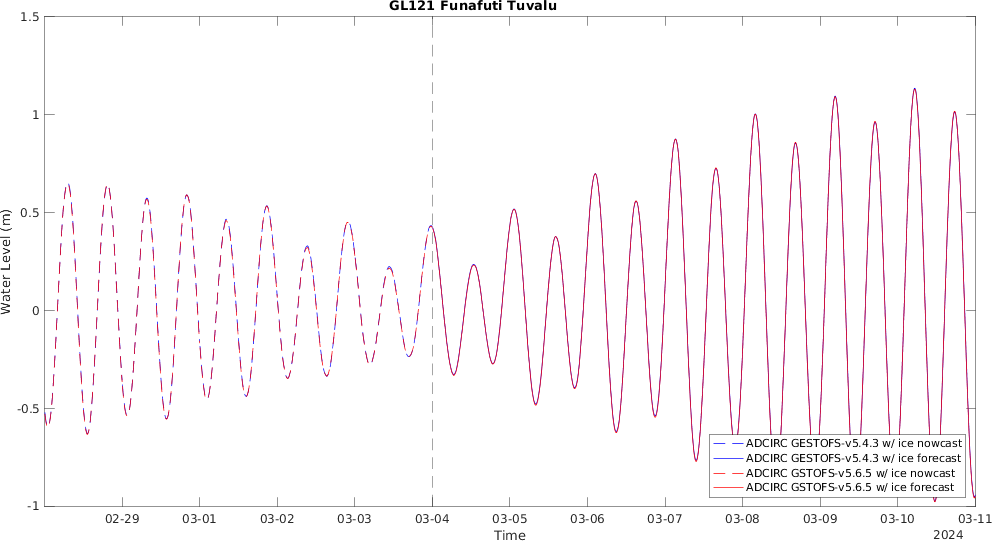 GL121 Funafuti Tuvalu
Water Level (m)
1.5
1
0.5
0
-0.5
-1
ADCIRC GESTOFS-v5.4.3 w/ ice nowcast
ADCIRC GESTOFS-v5.4.3 w/ ice forecast
ADCIRC GSTOFS-v5.6.5 w/ ice nowcast
ADCIRC GSTOFS-v5.6.5 w/ ice forecast
02-29 03-01 03-02 03-03 03-04 03-05 03-06 03-07 03-08 03-09 03-10 03-11
Time
2024